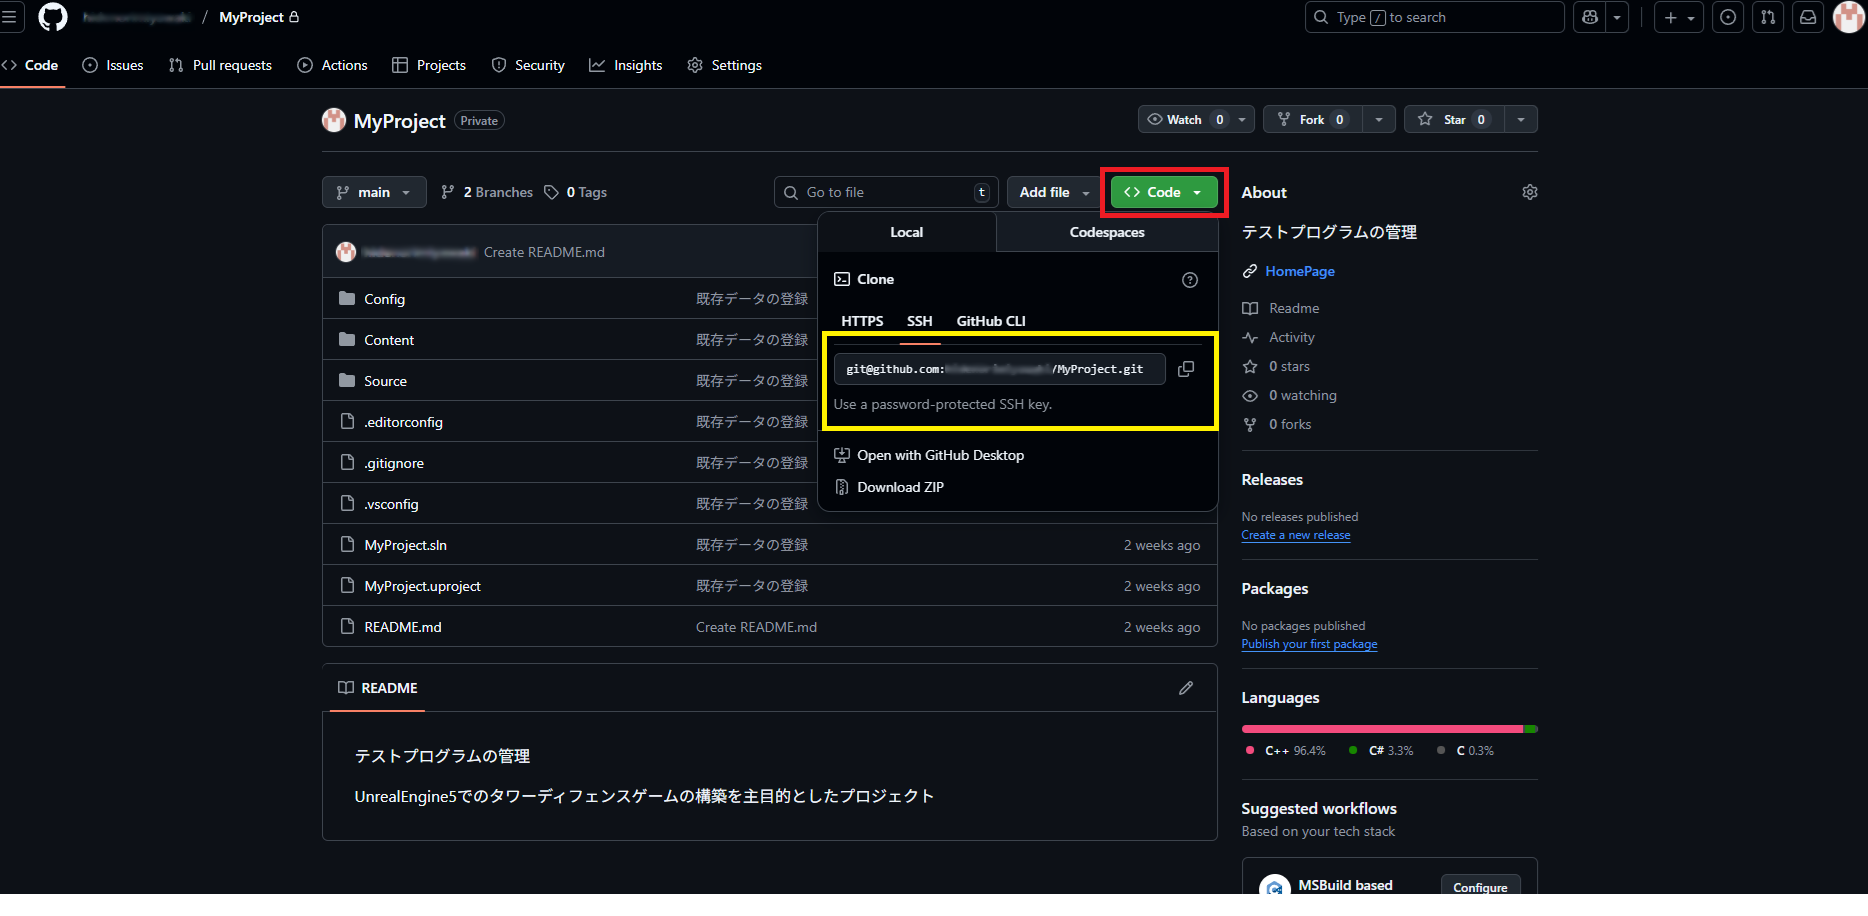 / MyProject
Type / to search
Code Issues Pull requests Actions Projects Security Insights Settings
MyProject Private
Watch 0 Fork 0 Star 0
main 2 Branches 0 Tags
Go to file t
Add file
Code
Create README.md
Config 既存データの登録
Content 既存データの登録
Source 既存データの登録
.editorconfig 既存データの登録
.gitignore 既存データの登録
.vsconfig 既存データの登録
MyProject.sln 既存データの登録 2 weeks ago
MyProject.uproject 既存データの登録 2 weeks ago
README.md Create README.md 2 weeks ago
Local Codespaces
Clone
HTTPS SSH GitHub CLI
git@github.com: /MyProject.git
Use a password-protected SSH key.
Open with GitHub Desktop
Download ZIP
README
テストプログラムの管理
UnrealEngine5でのタワーディフェンスゲームの構築を主目的としたプロジェクト
About
テストプログラムの管理
HomePage
Readme
Activity
0 stars
0 watching
0 forks
Releases
No releases published
Create a new release
Packages
No packages published
Publish your first package
Languages
C++ 96.4% C# 3.3% C 0.3%
Suggested workflows
Based on your tech stack
MSBuild based
Configure